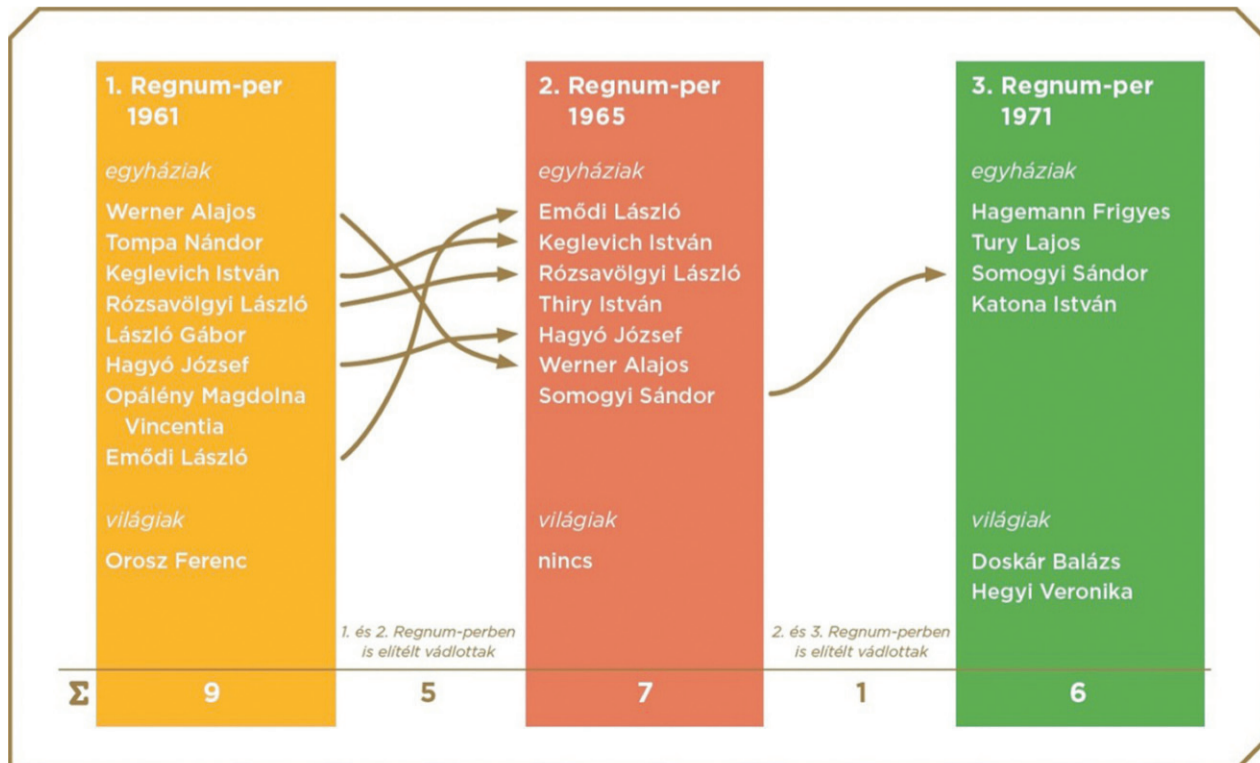 1. Regnum-per
1961
egyháziak
Werner Alajos
Tompa Nándor
Keglevich István
Rózsavölgyi László
László Gábor
Hagyó József
Opálény Magdolna
Vincentia
Emődi László
világiak
Orosz Ferenc
1. és 2. Regnum-perben
is elítélt vádlottak
2. Regnum-per
1965
egyháziak
Emődi László
Keglevich István
Rózsavölgyi László
Thiry István
Hagyó József
Werner Alajos
Somogyi Sándor
világiak
nincs
2. és 3. Regnum-perben
is elítélt vádlottak
3. Regnum-per
1971
egyháziak
Hagemann Frigyes
Tury Lajos
Somogyi Sándor
Katona István
világiak
Doskár Balázs
Hegyi Veronika
Σ 9 5 7 1 6